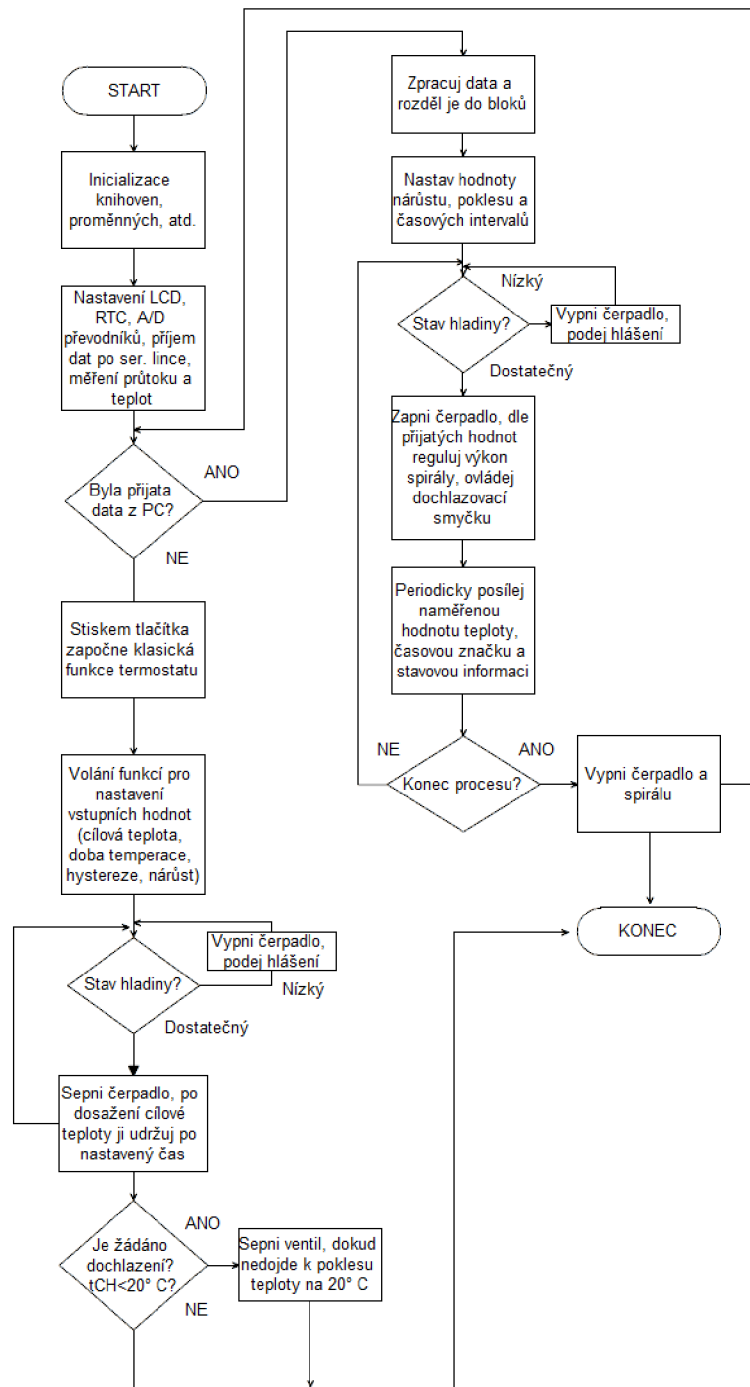 START
Inicializace
knihoven,
proměnných, atd.
Nastavení LCD,
RTC, A/D
převodníků, příjem
dat po ser. lince,
měření průtoku a
teplot
ANO
Byla přijata
data z PC?
NE
Stiskem tlačítka
započne klasická
funkce termostatu
Volání funkcí pro
nastavení
vstupních hodnot
(cílová teplota,
doba temperace,
hystereze, nárůst)
Vypni čerpadlo,
podej hlášení
Stav hladiny?
Nízký
Dostatečný
Sepni čerpadlo, po
dosažení cílové
teploty ji udržuj po
nastavený čas
ANO
Je žádáno
dochlazení?
tCH<20° C?
NE
Sepni ventil, dokud
nedojde k poklesu
teploty na 20° C
Zpracuj data a
rozděl je do bloků
Nastav hodnoty
nárůstu, poklesu a
časových intervalů
Nízký
Stav hladiny?
Vypni čerpadlo,
podej hlášení
Dostatečný
Zapni čerpadlo, dle
přijatých hodnot
reguluj výkon
spirály, ovládej
dochlazovací
smyčku
Periodicky posílej
naměřenou
hodnotu teploty,
časovou značku a
stavovou informaci
NE
ANO
Konec procesu?
Vypni čerpadlo a
spirálu
KONEC